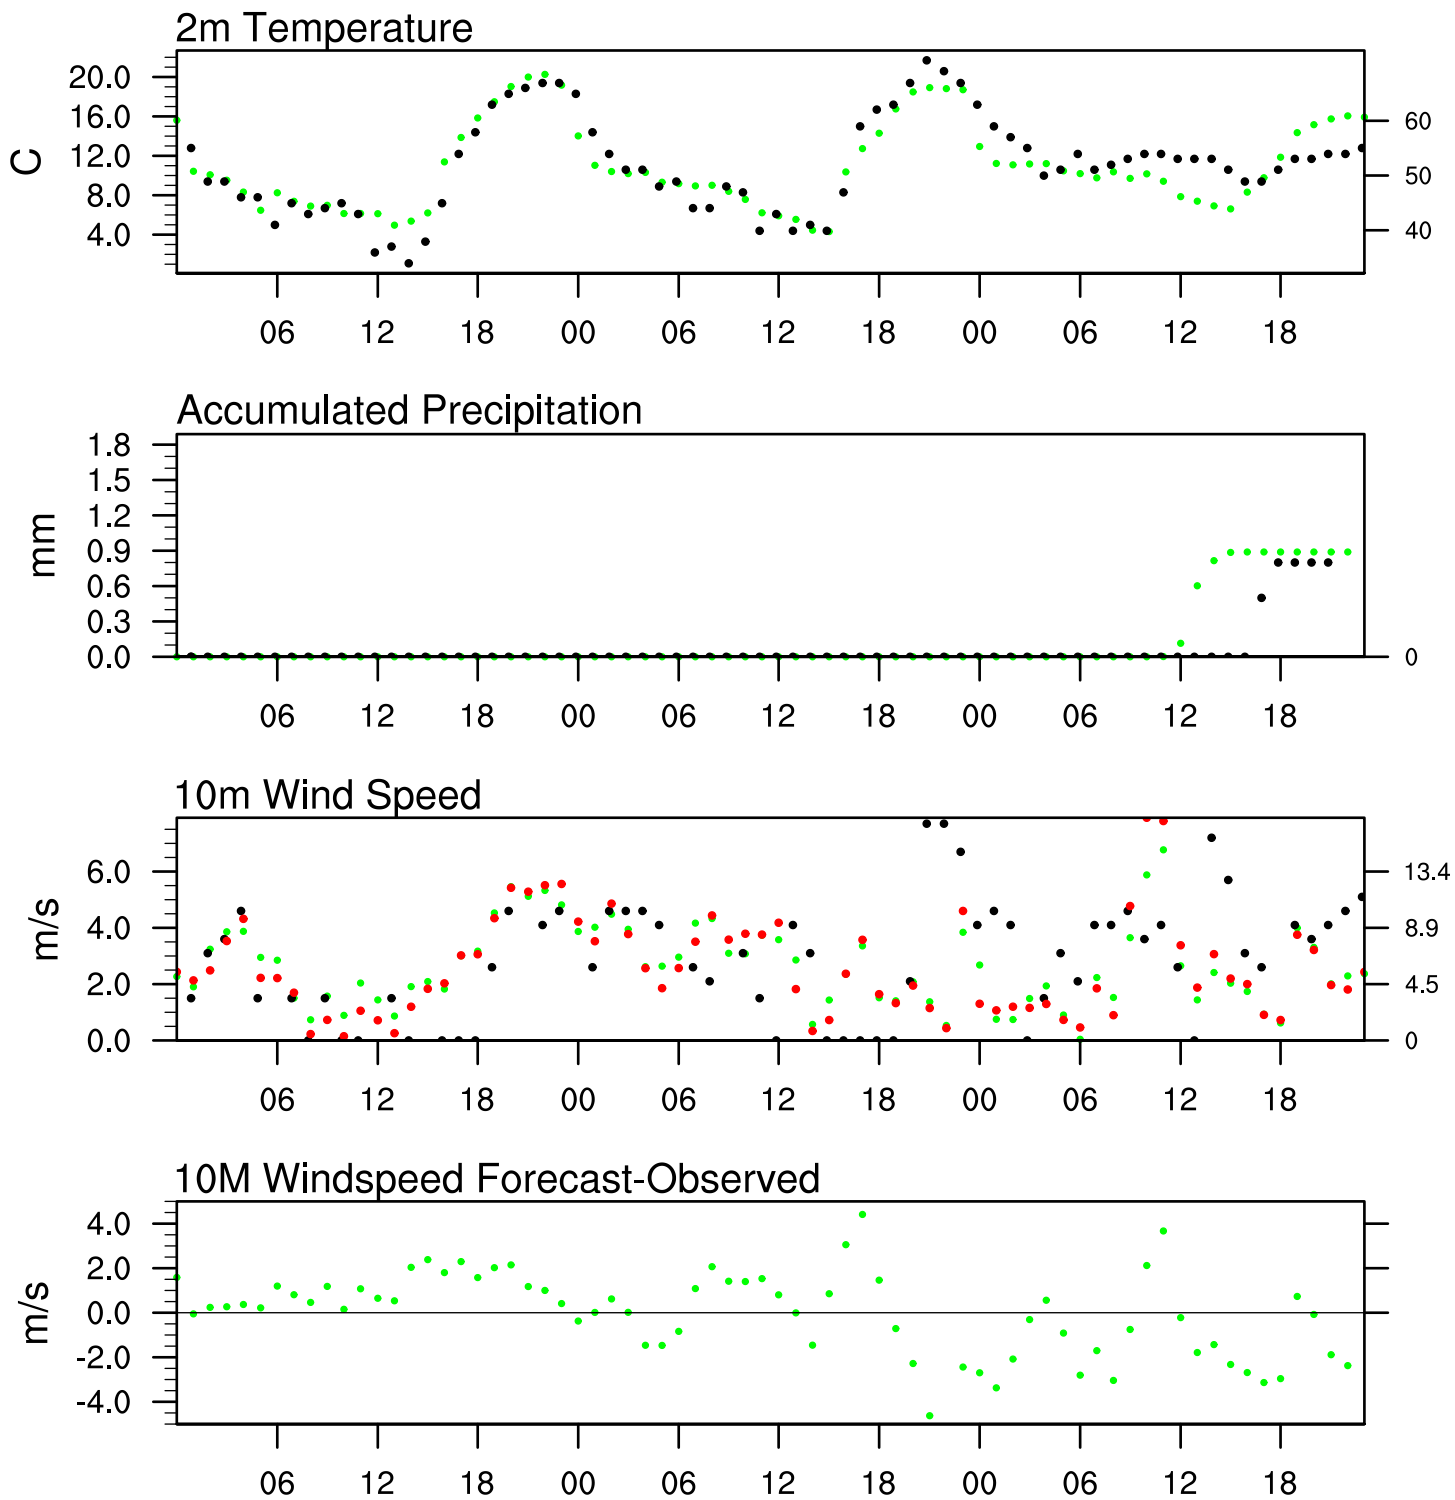 2m Temperature
20.0
16.0
12.0
8.0
4.0
C
60
50
40
06 12 18 00 06 12 18 00 06 12 18
Accumulated Precipitation
1.8
1.5
1.2
0.9
0.6
0.3
0.0
mm
0
06 12 18 00 06 12 18 00 06 12 18
10m Wind Speed
6.0
4.0
2.0
0.0
m/s
13.4
8.9
4.5
0
06 12 18 00 06 12 18 00 06 12 18
10M Windspeed Forecast-Observed
4.0
2.0
0.0
-2.0
-4.0
m/s
06 12 18 00 06 12 18 00 06 12 18